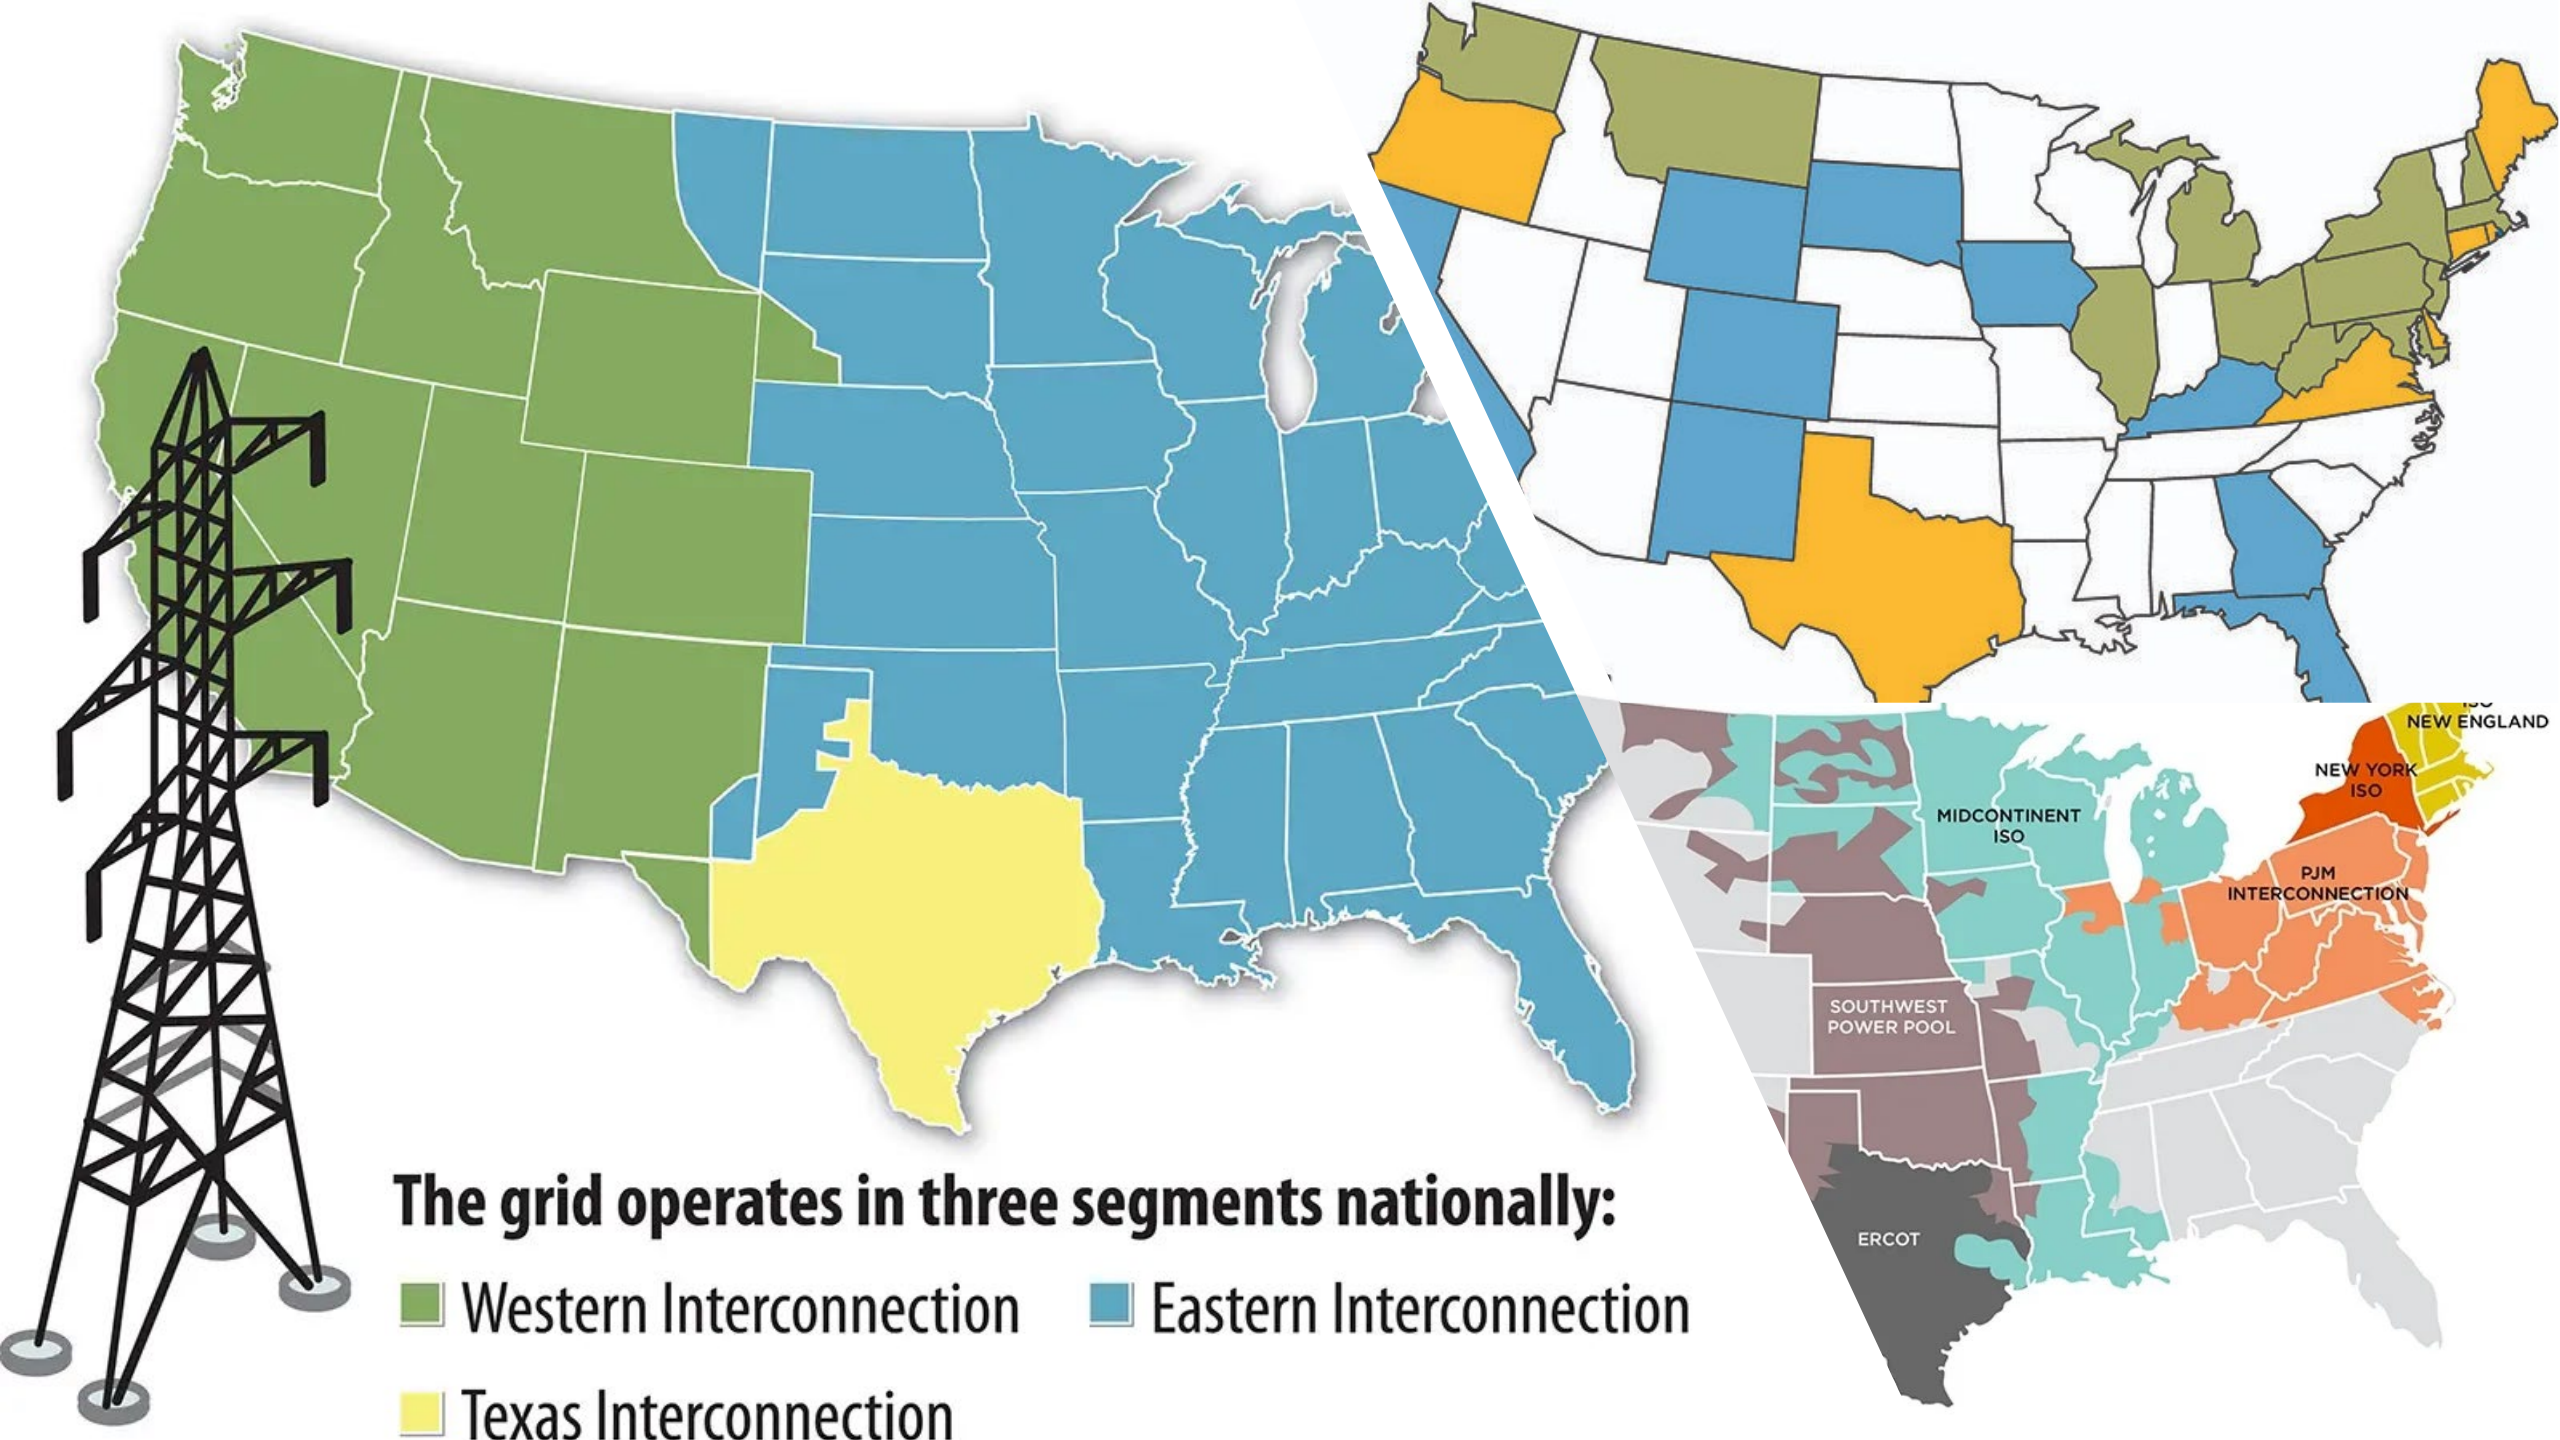 The grid operates in three segments nationally:
Western Interconnection
Eastern Interconnection
Texas Interconnection
ISO
NEW ENGLAND
NEW YORK
ISO
MIDCONTINENT
ISO
PJM
INTERCONNECTION
SOUTHWEST
POWER POOL
ERCOT